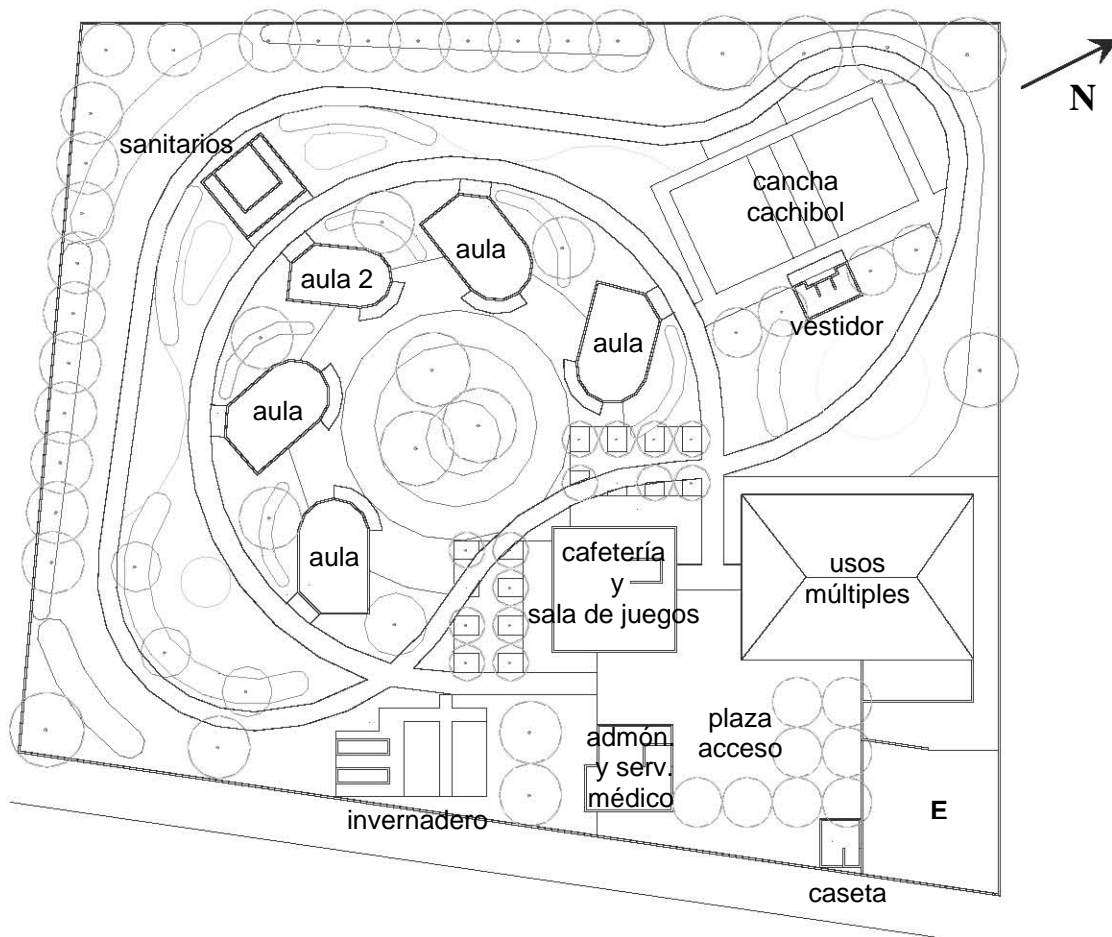 N
sanitarios
cancha
cachibol
aula
aula 2
vestidor
aula
aula
cafetería
y
sala de juegos
usos
múltiples
aula
plaza
acceso
admón.
y serv.
médico
invernadero
E
caseta